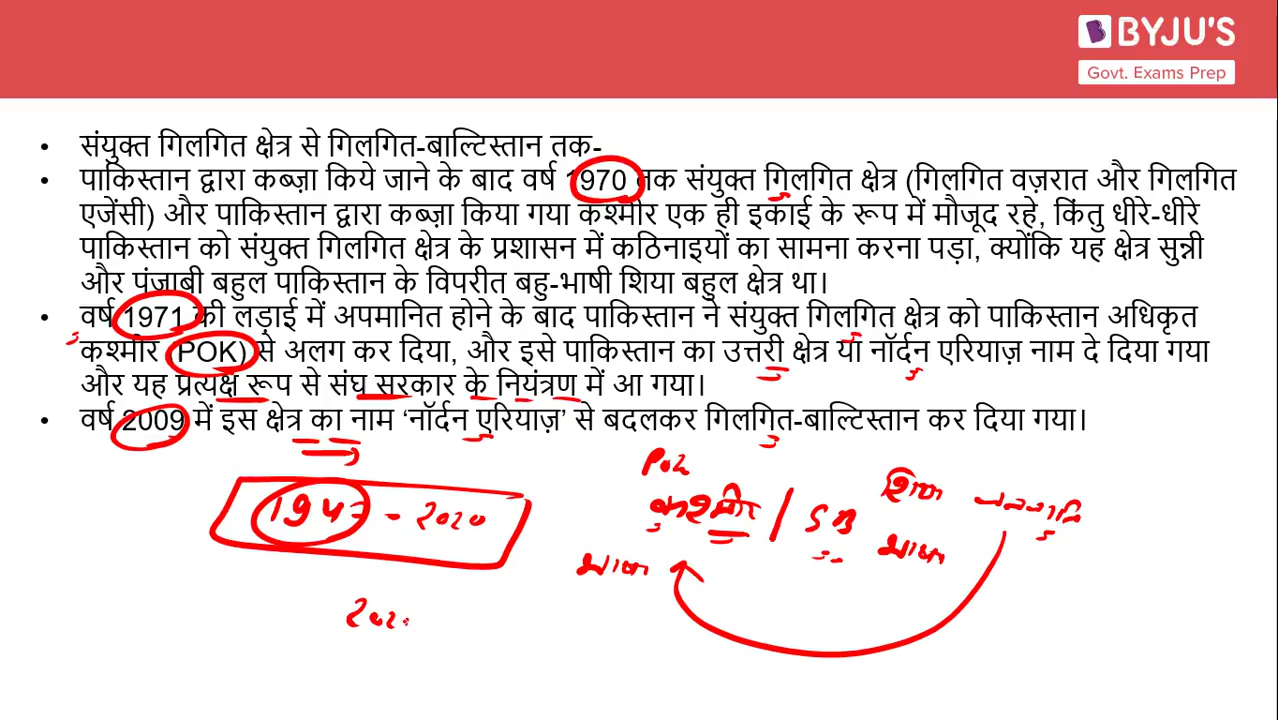 BYJU'S
Govt. Exams Prep
• संयुक्त गिलगित क्षेत्र से गिलगित-बाल्टिस्तान तक-
• पाकिस्तान द्वारा कब्ज़ा किये जाने के बाद वर्ष 1970 तक संयुक्त गिलगित क्षेत्र (गिलगित वज़रात और गिलगित
एजेंसी) और पाकिस्तान द्वारा कब्ज़ा किया गया कश्मीर एक ही इकाई के रूप में मौजूद रहे, किंतु धीरे-धीरे
पाकिस्तान को संयुक्त गिलगित क्षेत्र के प्रशासन में कठिनाइयों का सामना करना पड़ा, क्योंकि यह क्षेत्र सुन्नी
और पंजाबी बहुल पाकिस्तान के विपरीत बहु-भाषी शिया बहुल क्षेत्र था।
• वर्ष 1971 की लड़ाई में अपमानित होने के बाद पाकिस्तान ने संयुक्त गिलगित क्षेत्र को पाकिस्तान अधिकृत
कश्मीर (POK) से अलग कर दिया, और इसे पाकिस्तान का उत्तरी क्षेत्र या नॉर्दन एरियाज़ नाम दे दिया गया
और यह प्रत्यक्ष रूप से संघ सरकार के नियंत्रण में आ गया।
• वर्ष 2009 में इस क्षेत्र का नाम ‘नॉर्दन एरियाज़’ से बदलकर गिलगित-बाल्टिस्तान कर दिया गया।
POK
कश्मीर /
1947 - 2020